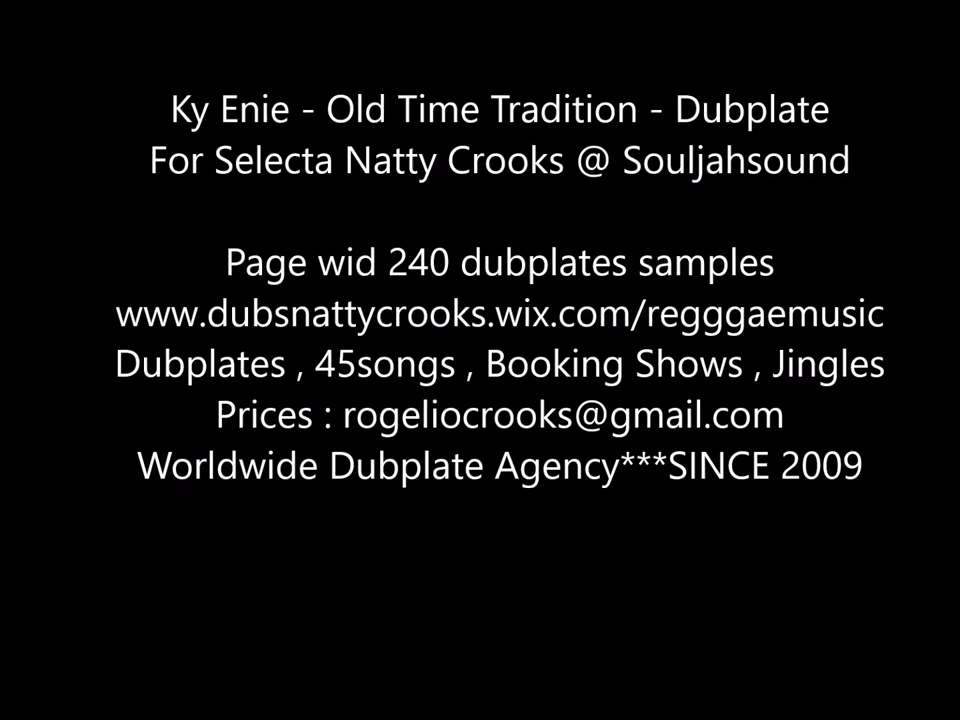 Ky Enie - Old Time Tradition - Dubplate
For Selecta Natty Crooks @ Souljahsound
Page wid 240 dubplates samples
www.dubsnattycrooks.wix.com/regggaemusic
Dubplates , 45songs , Booking Shows , Jingles
Prices : rogeliocrooks@gmail.com
Worldwide Dubplate Agency***SINCE 2009